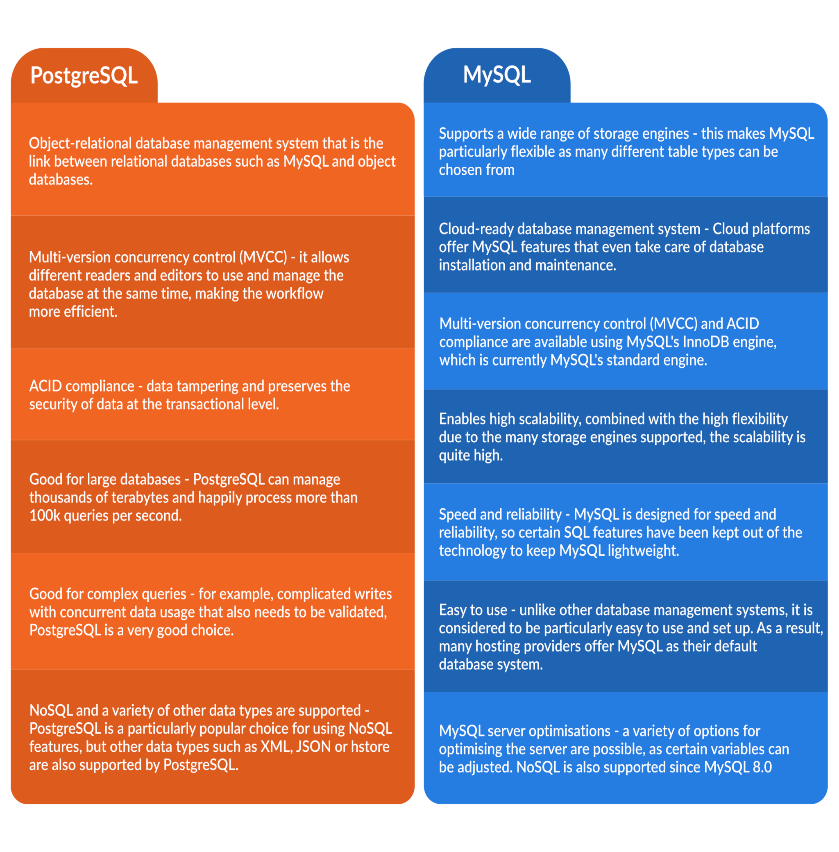 PostgreSQL
Object-relational database management system that is the
link between relational databases such as MySQL and object
databases.
Multi-version concurrency control (MVCC) - it allows
different readers and editors to use and manage the
database at the same time, making the workflow
more efficient.
ACID compliance - data tampering and preserves the
security of data at the transactional level.
Good for large databases - PostgreSQL can manage
thousands of terabytes and happily process more than
100k queries per second.
Good for complex queries - for example, complicated writes
with concurrent data usage that also needs to be validated,
PostgreSQL is a very good choice.
NoSQL and a variety of other data types are supported -
PostgreSQL is a particularly popular choice for using NoSQL
features, but other data types such as XML, JSON or hstore
are also supported by PostgreSQL.
MySQL
Supports a wide range of storage engines - this makes MySQL
particularly flexible as many different table types can be
chosen from
Cloud-ready database management system - Cloud platforms
offer MySQL features that even take care of database
installation and maintenance.
Multi-version concurrency control (MVCC) and ACID
compliance are available using MySQL's InnoDB engine,
which is currently MySQL's standard engine.
Enables high scalability, combined with the high flexibility
due to the many storage engines supported, the scalability is
quite high.
Speed and reliability - MySQL is designed for speed and
reliability, so certain SQL features have been kept out of the
technology to keep MySQL lightweight.
Easy to use - unlike other database management systems, it is
considered to be particularly easy to use and set up. As a result,
many hosting providers offer MySQL as their default
database system.
MySQL server optimisations - a variety of options for
optimising the server are possible, as certain variables can
be adjusted. NoSQL is also supported since MySQL 8.0